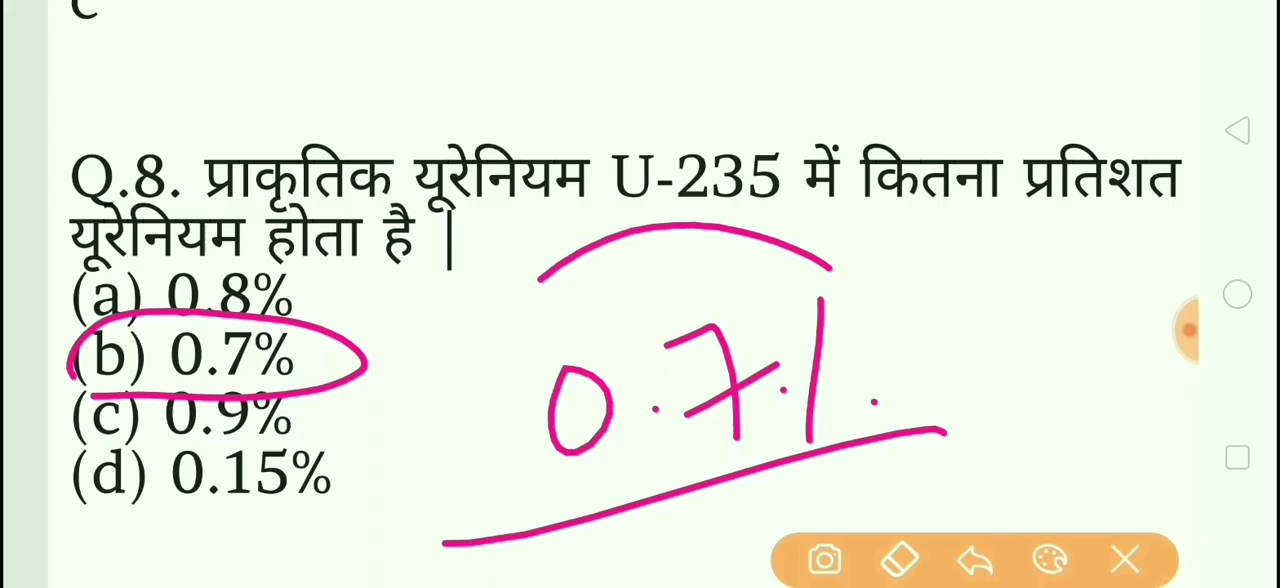 Q.8. प्राकृतिक यूरेनियम U-235 में कितना प्रतिशत
यूरेनियम होता है |
(a) 0.8%
(b) 0.7%
(c) 0.9%
(d) 0.15%
0.7%